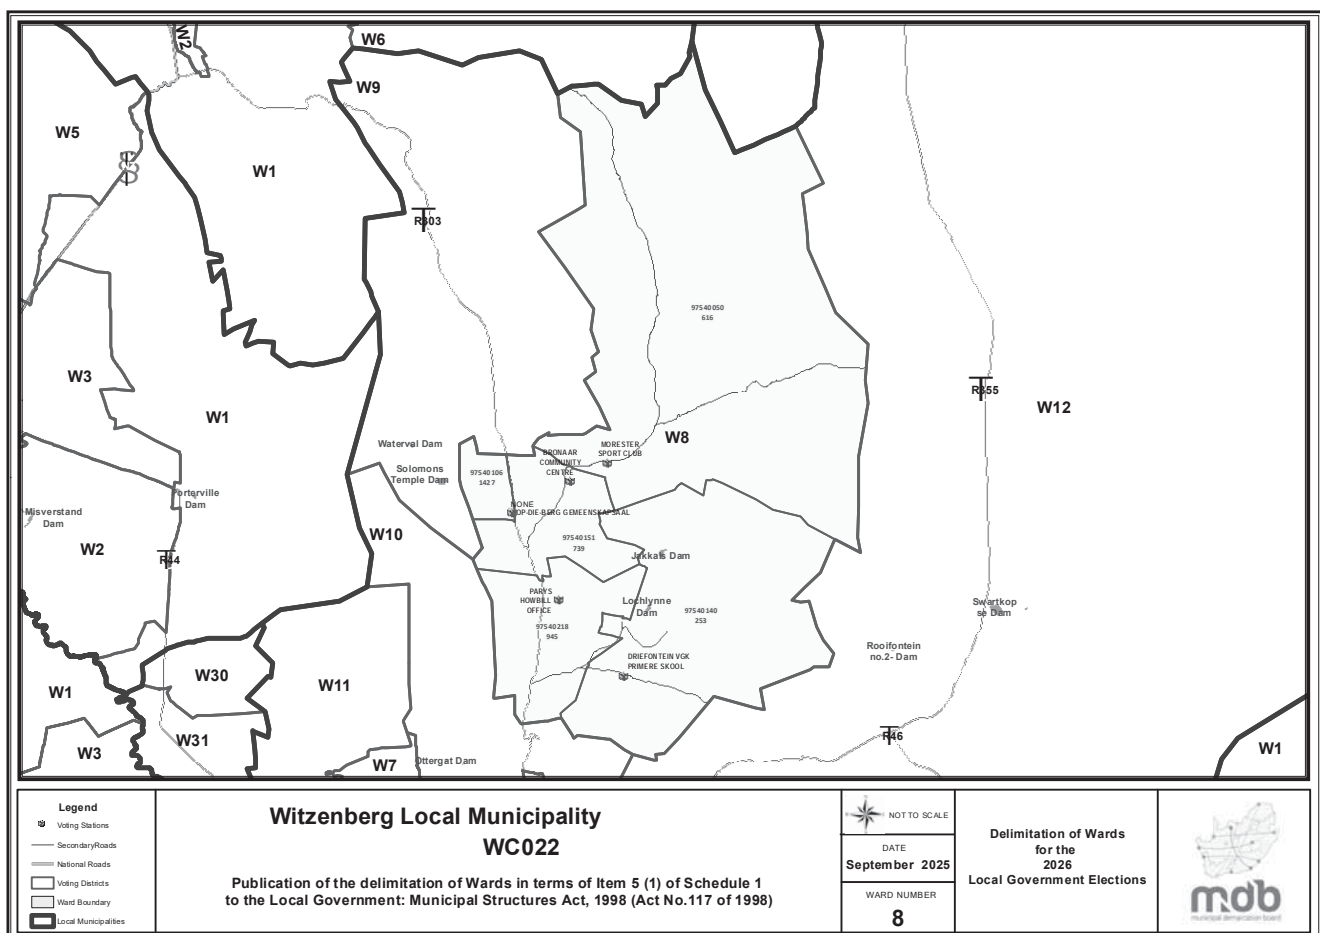 W2
W6
W9
W5
W1
R303
97540050
616
W3
R355
W12
W1
W8
Waterval Dam
BRONAAR
COMMUNITY
CENTRE
MORESTER
SPORT CLUB
Solomons
Temple Dam
97540106
1427
Porterville
Dam
Misverstand
Dam
NONE
OP-DIE-BERG GEMEENSKAPSAAL
W10
W2
R44
97540151
739
Jakkals Dam
PARYS
HOWBILL
OFFICE
Lochlynne
Dam
97540140
253
Swartkop
se Dam
97540218
945
Rooifontein
no.2- Dam
DRIEFONTEIN VGK
PRIMERE SKOOL
W30
W11
W1
W31
W3
R46
W1
W7
Ottergat Dam
Legend
Voting Stations
SecondaryRoads
National Roads
Voting Districts
Ward Boundary
Local Municipalities
Witzenberg Local Municipality
WC022
Publication of the delimitation of Wards in terms of Item 5 (1) of Schedule 1
to the Local Government: Municipal Structures Act, 1998 (Act No.117 of 1998)
NOT TO SCALE
DATE
September 2025
WARD NUMBER
8
Delimitation of Wards
for the
2026
Local Government Elections
mdb
municipal demarcation board